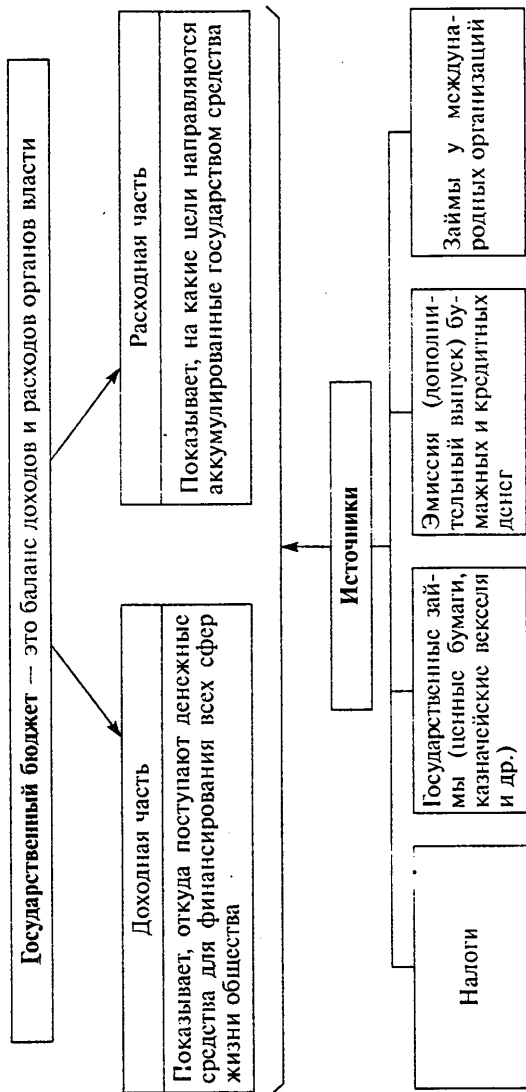 Государственный бюджет — это баланс доходов и расходов органов власти
Доходная часть
Показывает, откуда поступают денежные
средства для финансирования всех сфер
жизни общества
Расходная часть
Показывает, на какие цели направляются
аккумулированные государством средства
Источники
Налоги
Государственные зай-
мы (ценные бумаги,
казначейские векселя
и др.)
Эмиссия (дополни-
тельный выпуск) бу-
мажных и кредитных
денег
Займы у междуна-
родных организаций